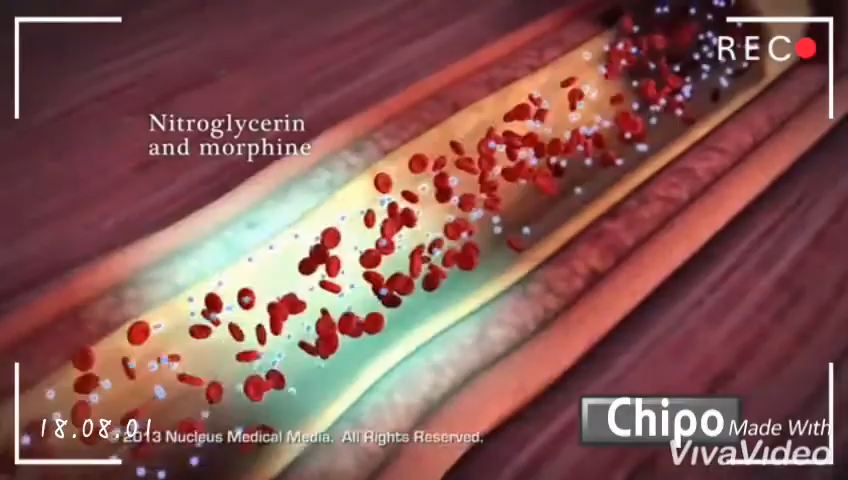 REC
Nitroglycerin
and morphine
18.08.01
© 2013 Nucleus Medical Media. All Rights Reserved.
Chipo
Made With
VivaVideo